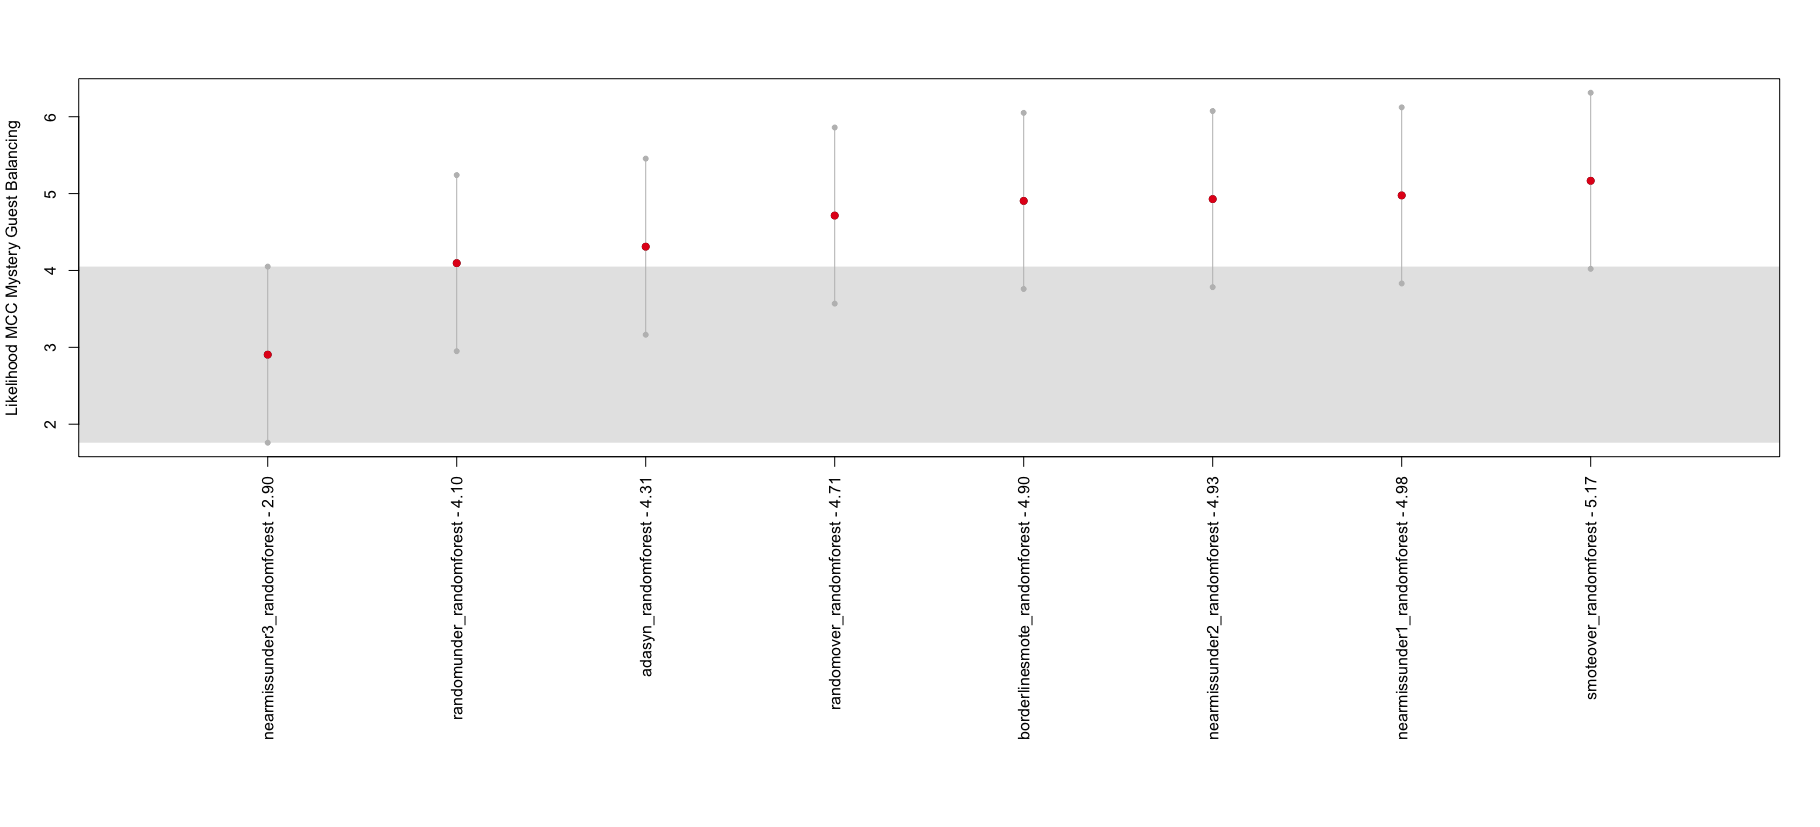 Likelihood MCC Mystery Guest Balancing
6
5
4
3
2
nearmissunder3_randomforest - 2.90
randomunder_randomforest - 4.10
adasyn_randomforest - 4.31
randomover_randomforest - 4.71
borderlinesmote_randomforest - 4.90
nearmissunder2_randomforest - 4.93
nearmissunder1_randomforest - 4.98
smoteover_randomforest - 5.17